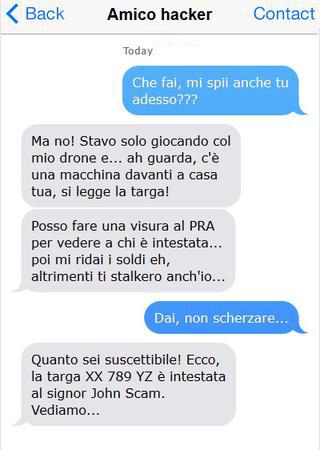 Back Amico hacker Contact
Today
Che fai, mi spii anche tu
adesso???
Ma no! Stavo solo giocando col
mio drone e... ah guarda, c'è
una macchina davanti a casa
tua, si legge la targa!
Posso fare una visura al PRA
per vedere a chi è intestata...
poi mi ridai i soldi eh,
altrimenti ti stalkero anch'io...
Dai, non scherzare...
Quanto sei suscettibile! Ecco,
la targa XX 789 YZ è intestata
al signor John Scam.
Vediamo...